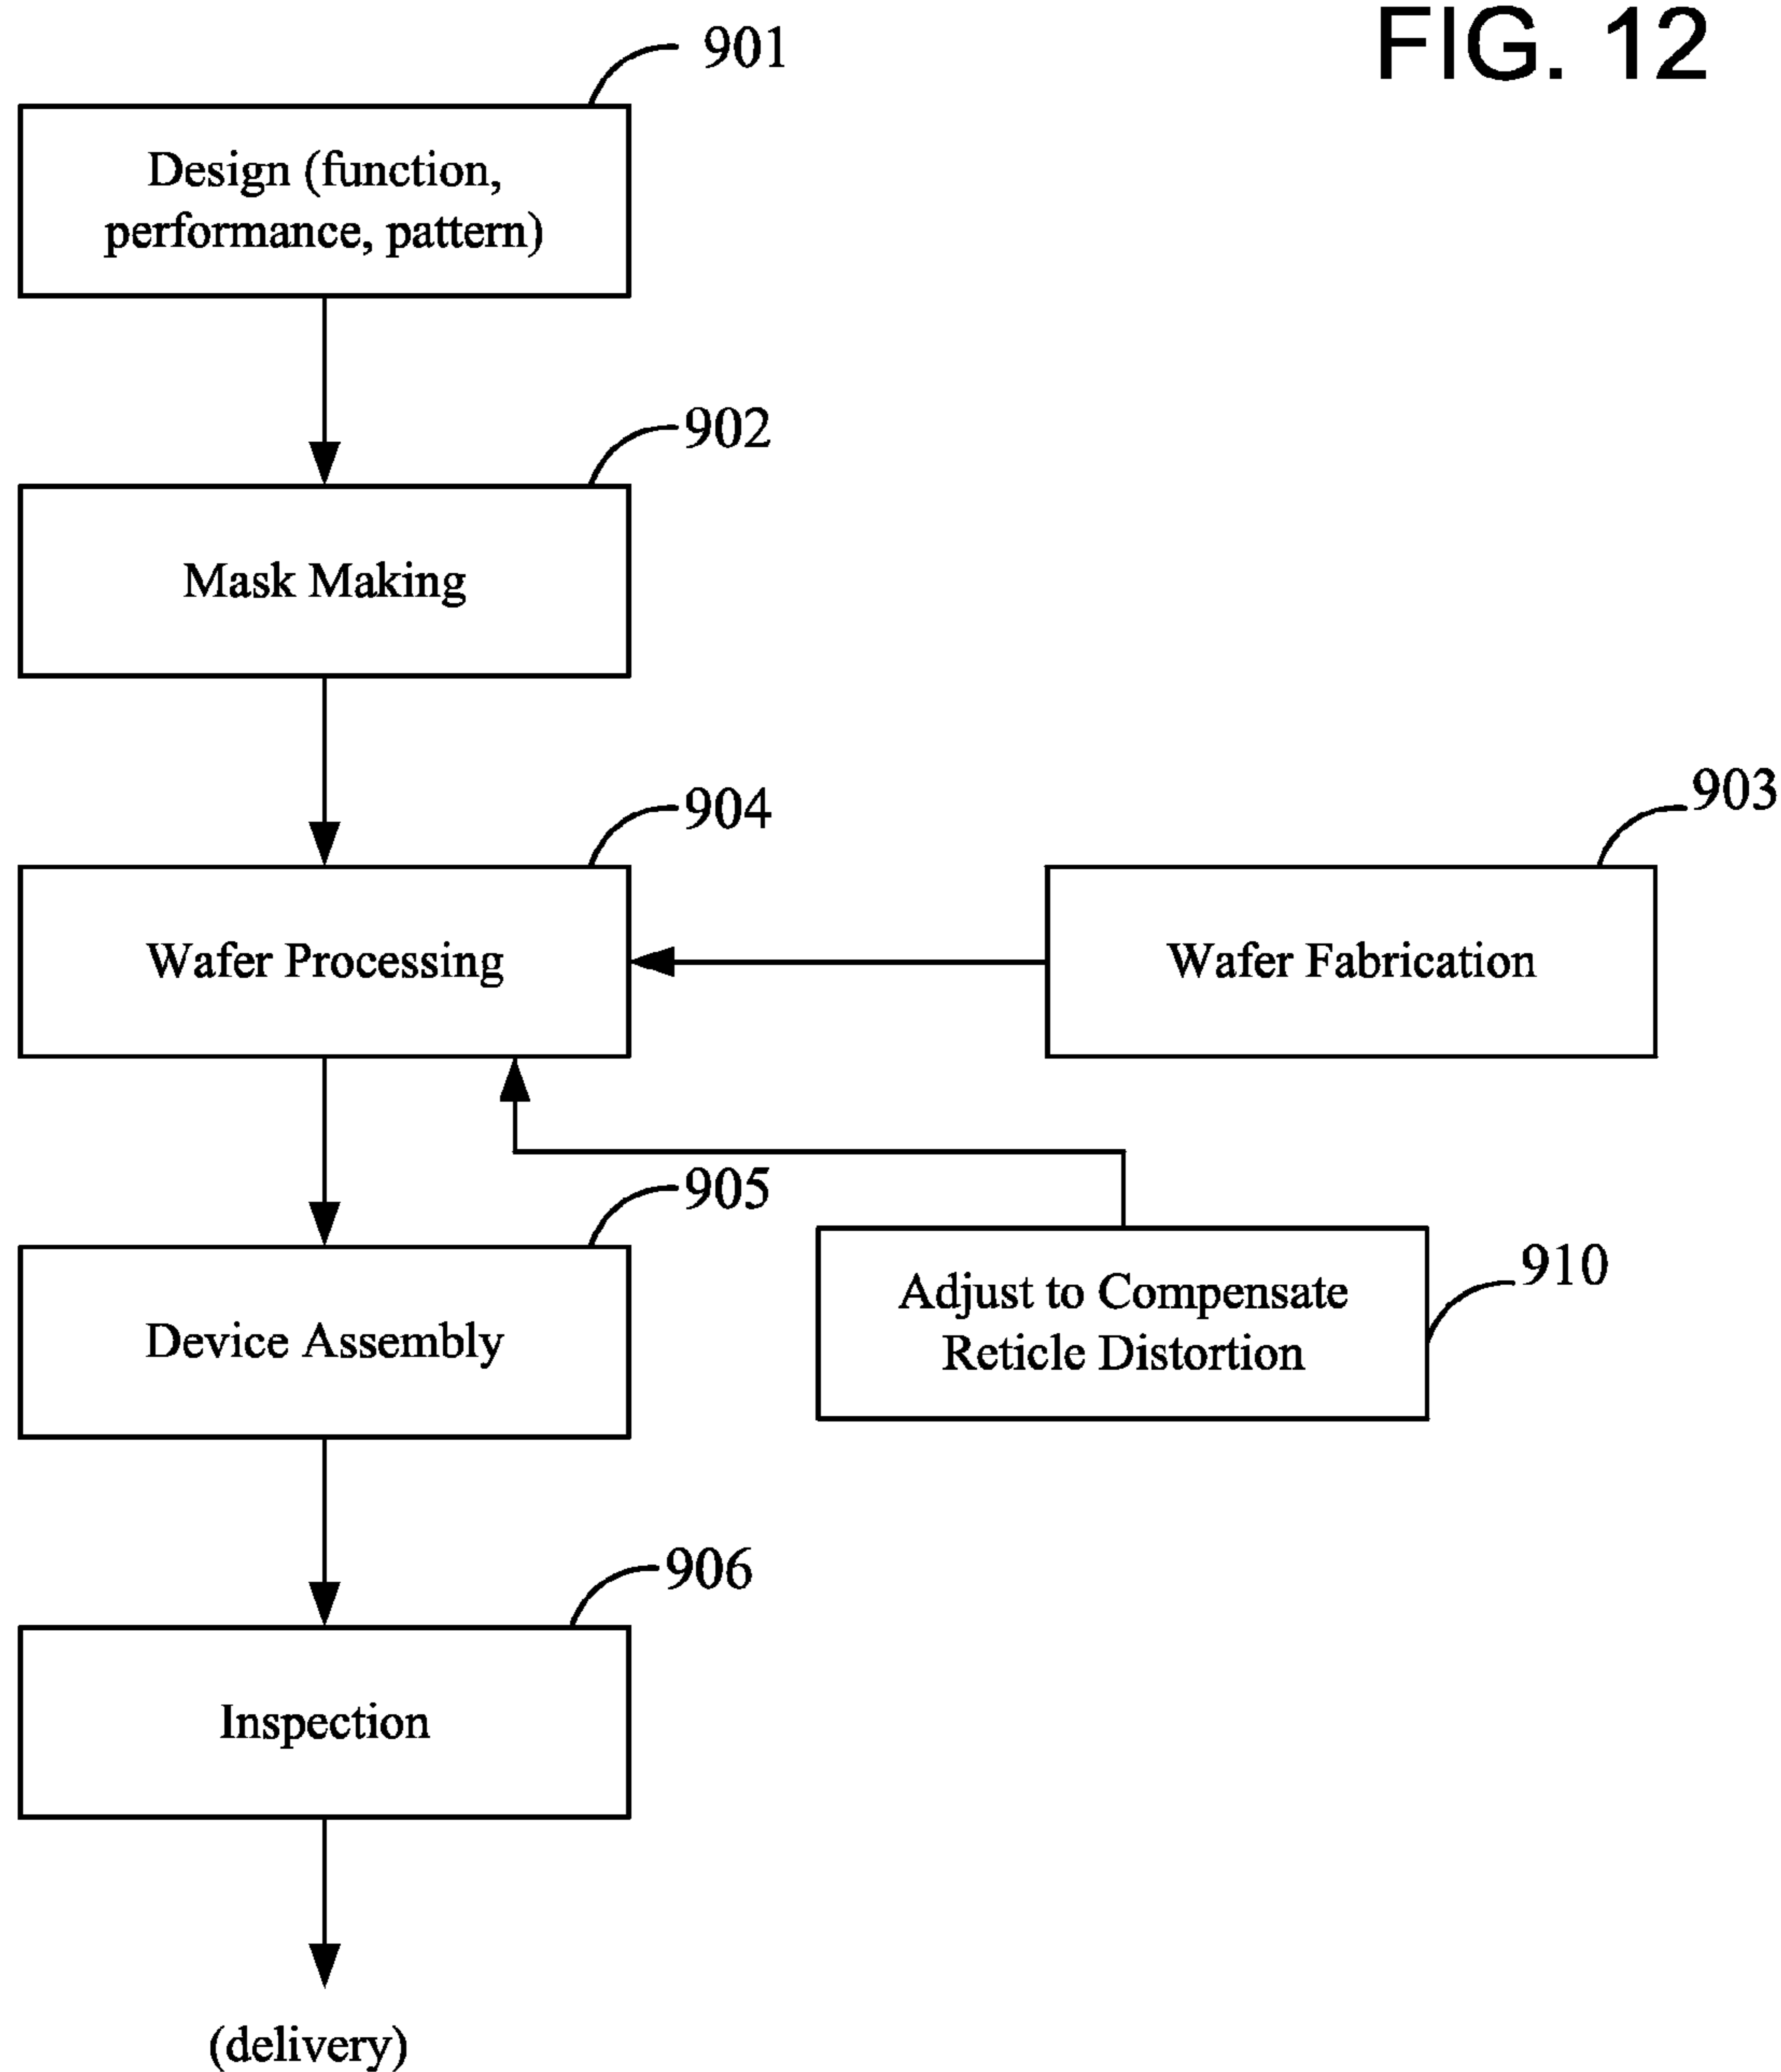 FIG. 12
901
Design (function,
performance, pattern)
902
Mask Making
904
Wafer Processing
903
Wafer Fabrication
905
Device Assembly
910
Adjust to Compensate
Reticle Distortion
906
Inspection
(delivery)